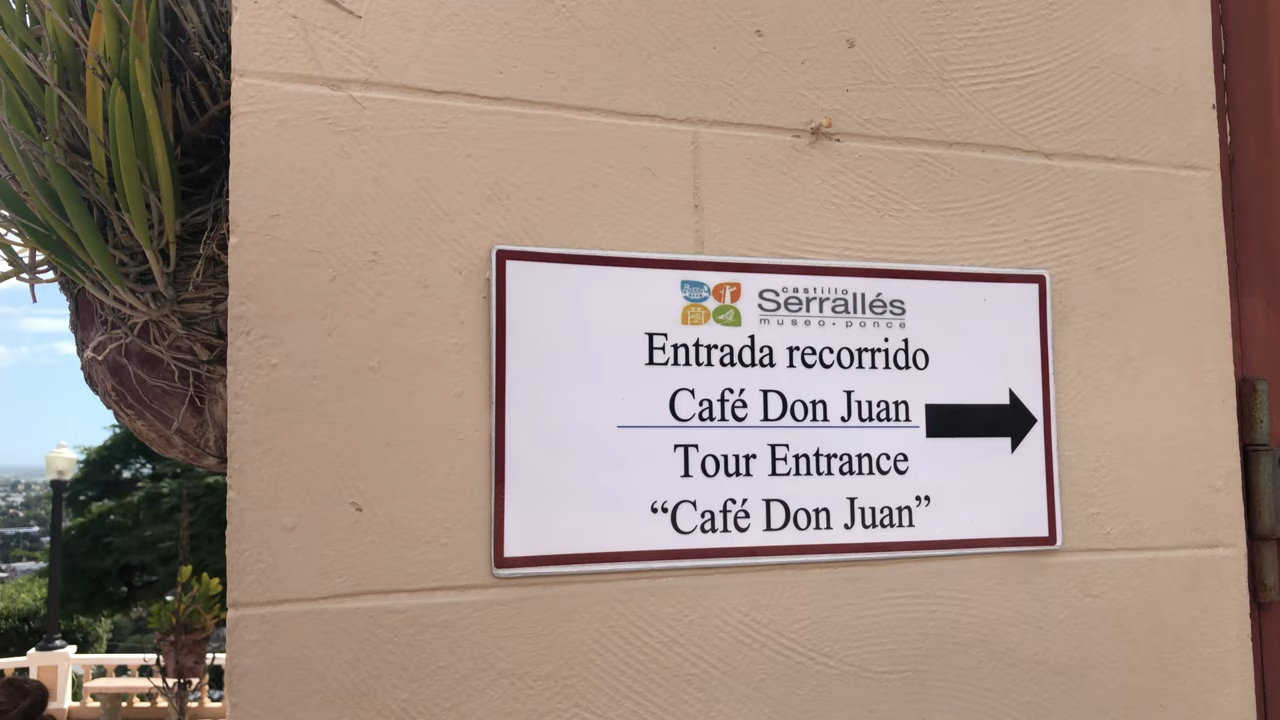 castillo
Serrallés
museo • ponce
Entrada recorrido
Café Don Juan
Tour Entrance
“Café Don Juan”